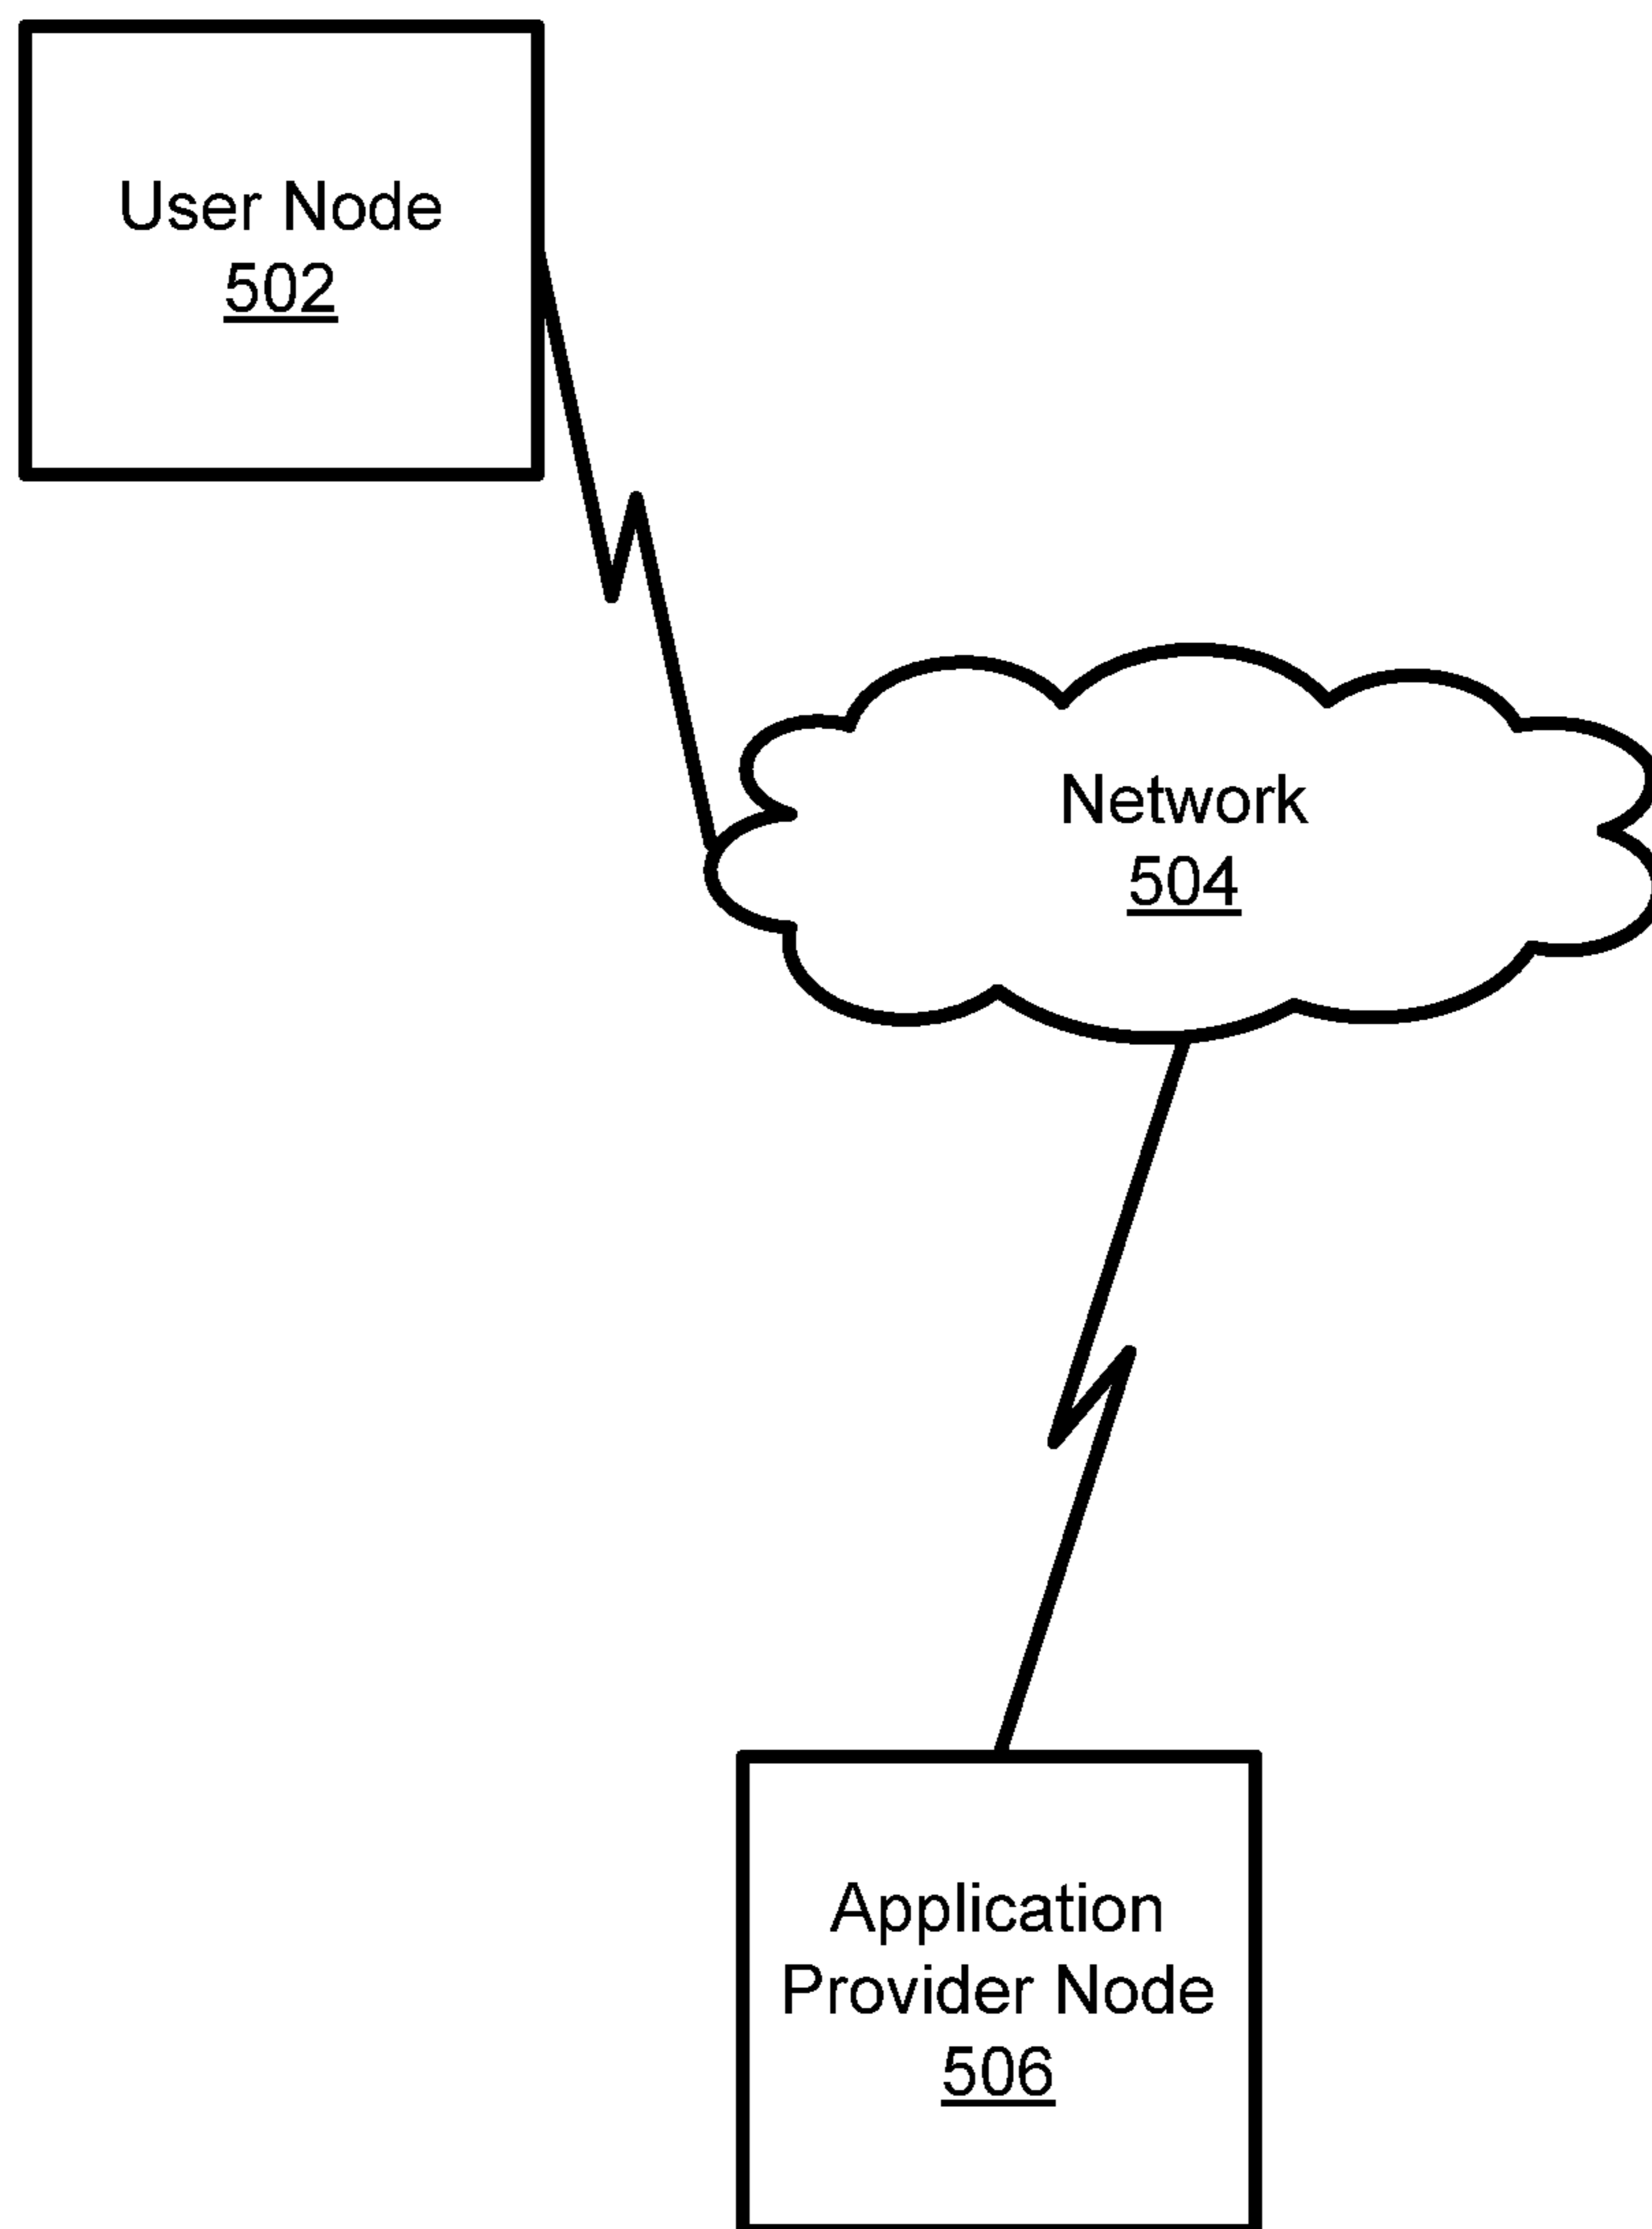 User Node
502
Network
504
Application
Provider Node
506